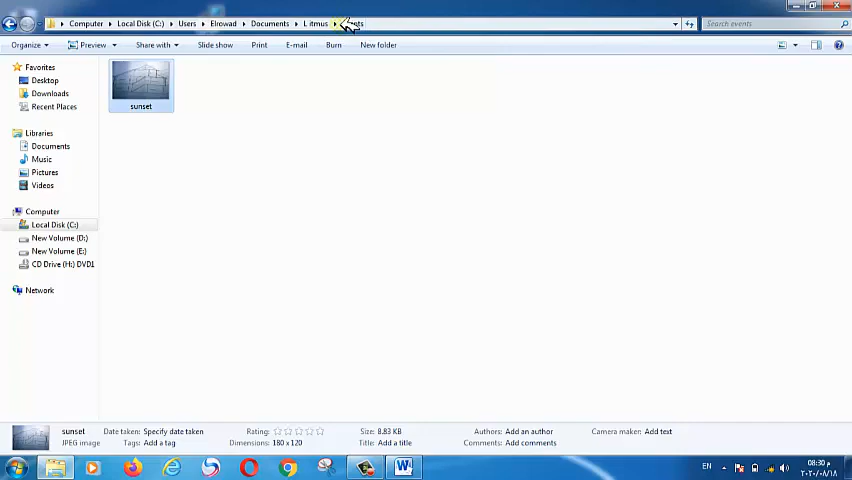 Computer Local Disk (C:) Users Elrowad Documents L itmus
Search events
Organize Preview Share with Slide show Print E-mail Burn New folder
Favorites
Desktop
Downloads
Recent Places
Libraries
Documents
Music
Pictures
Videos
Computer
Local Disk (C:)
New Volume (D:)
New Volume (E:)
CD Drive (H:) DVD1
Network
sunset
sunset Date taken: Specify date taken Rating: Size: 8.83 KB Authors: Add an author Camera maker: Add text
JPEG image Tags: Add a tag Dimensions: 180 x 120 Title: Add a title Comments: Add comments
EN
08:30 م
٢٠٢٠/٠٨/١٨